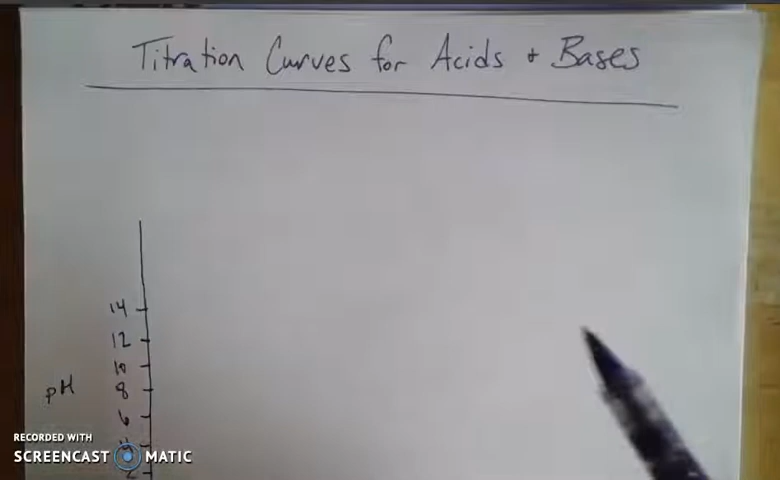 Titration Curves for Acids + Bases
14
12
10
pH
8
6
RECORDED WITH
SCREENCAST MATIC